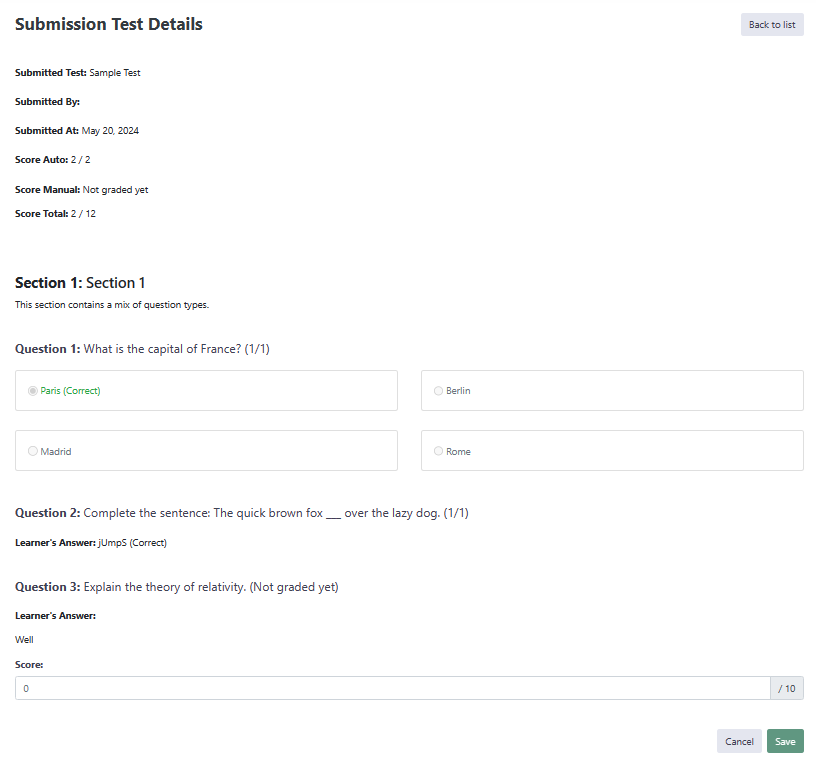 Submission Test Details
Back to list
Submitted Test: Sample Test
Submitted By:
Submitted At: May 20, 2024
Score Auto: 2 / 2
Score Manual: Not graded yet
Score Total: 2 / 12
Section 1: Section 1
This section contains a mix of question types.
Question 1: What is the capital of France? (1/1)
Paris (Correct)
Berlin
Madrid
Rome
Question 2: Complete the sentence: The quick brown fox ___ over the lazy dog. (1/1)
Learner's Answer: jUmpS (Correct)
Question 3: Explain the theory of relativity. (Not graded yet)
Learner's Answer:
Well
Score:
0
/ 10
Cancel
Save